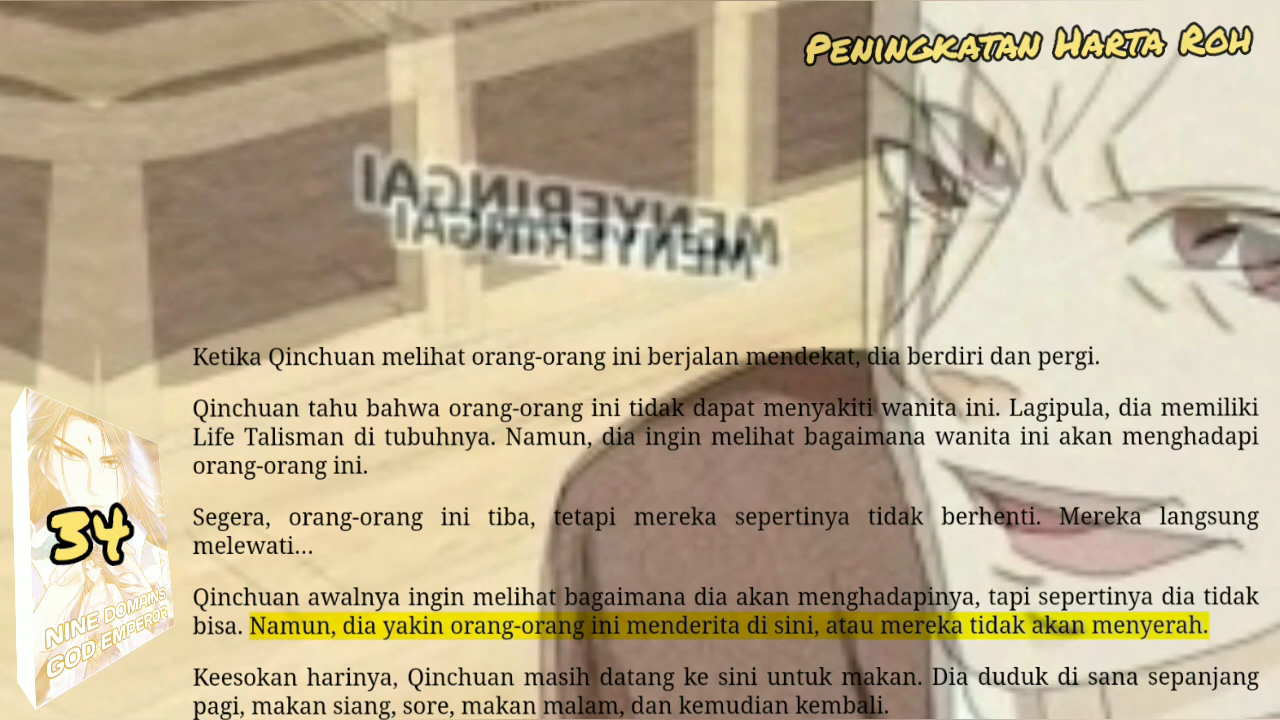 Peningkatan Harta Roh
MENYERINGAI
MENYERINGAI
Ketika Qinchuan melihat orang-orang ini berjalan mendekat, dia berdiri dan pergi.
Qinchuan tahu bahwa orang-orang ini tidak dapat menyakiti wanita ini. Lagipula, dia memiliki
Life Talisman di tubuhnya. Namun, dia ingin melihat bagaimana wanita ini akan menghadapi
orang-orang ini.
Segera, orang-orang ini tiba, tetapi mereka sepertinya tidak berhenti. Mereka langsung
melewati...
Qinchuan awalnya ingin melihat bagaimana dia akan menghadapinya, tapi sepertinya dia tidak
bisa. Namun, dia yakin orang-orang ini menderita di sini, atau mereka tidak akan menyerah.
Keesokan harinya, Qinchuan masih datang ke sini untuk makan. Dia duduk di sana sepanjang
pagi, makan siang, sore, makan malam, dan kemudian kembali.
34
NINE DOMAINS
GOD EMPEROR